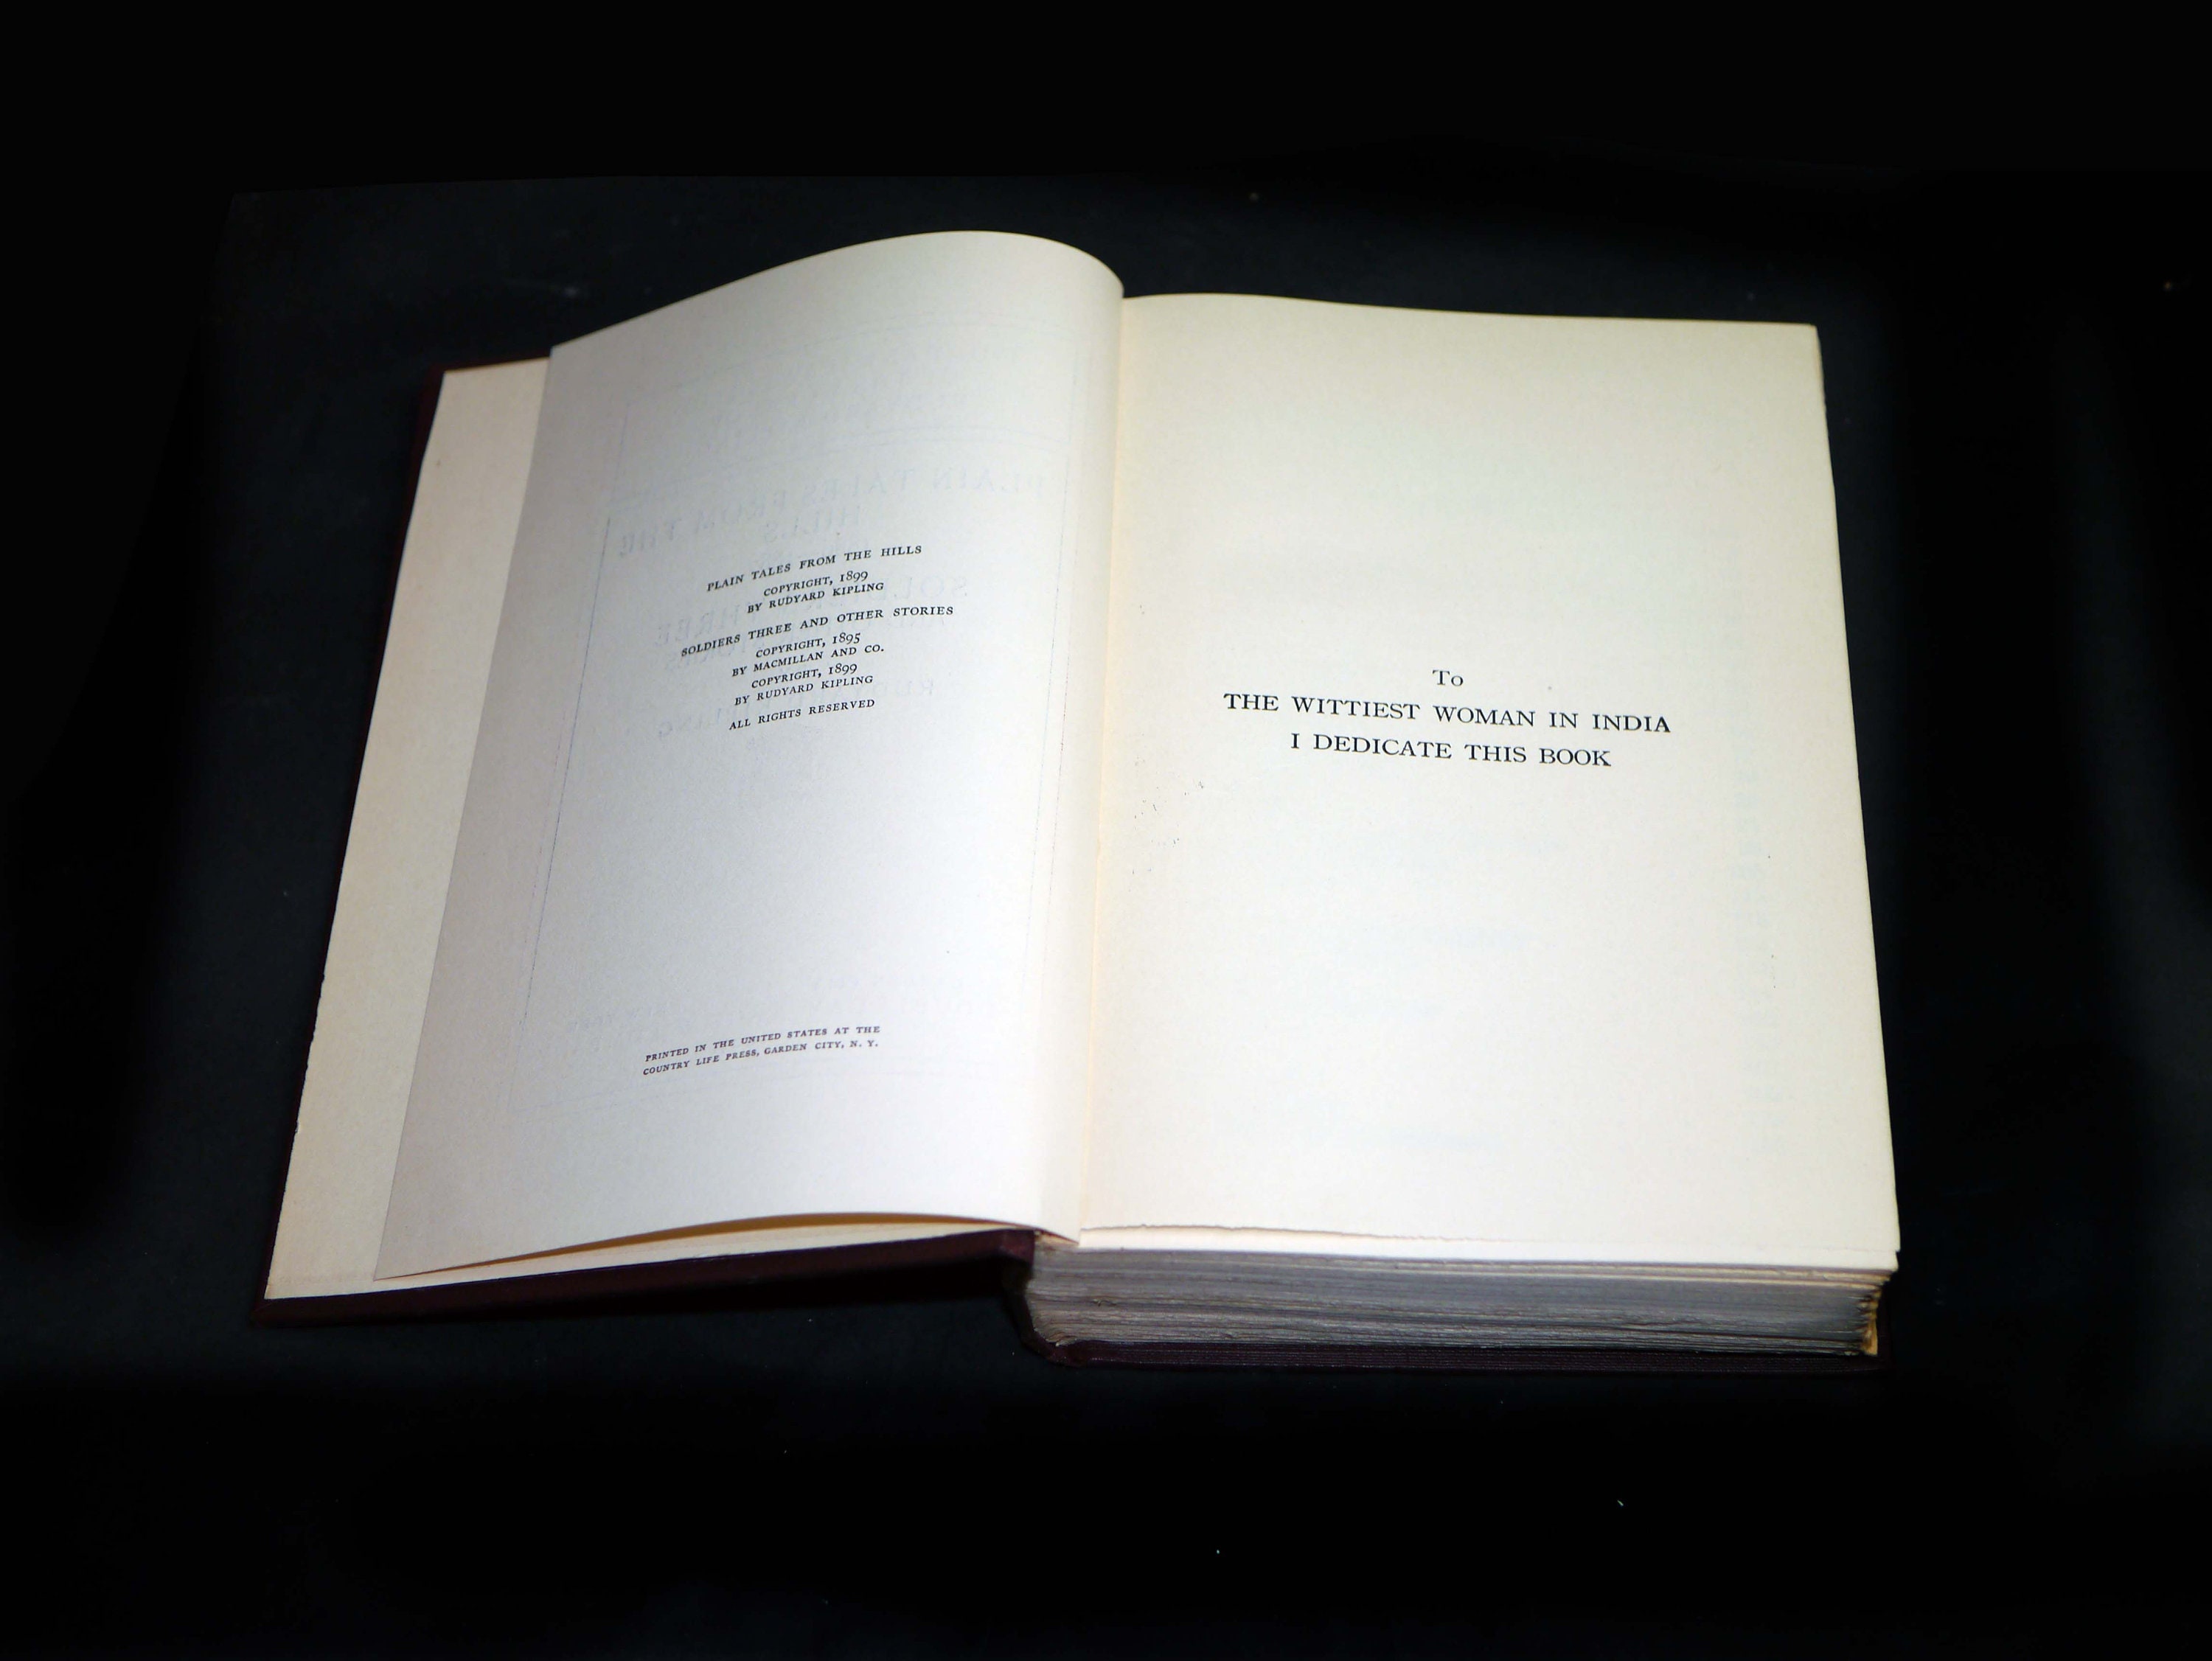 PLAIN TALES FROM THE HILLS
COPYRIGHT, 1899
BY RUDYARD KIPLING
SOLDIERS THREE AND OTHER STORIES
COPYRIGHT, 1895
BY MACMILLAN AND CO.
COPYRIGHT, 1899
BY RUDYARD KIPLING
ALL RIGHTS RESERVED
PRINTED IN THE UNITED STATES AT THE
COUNTRY LIFE PRESS, GARDEN CITY, N. Y.
To
THE WITTIEST WOMAN IN INDIA
I DEDICATE THIS BOOK